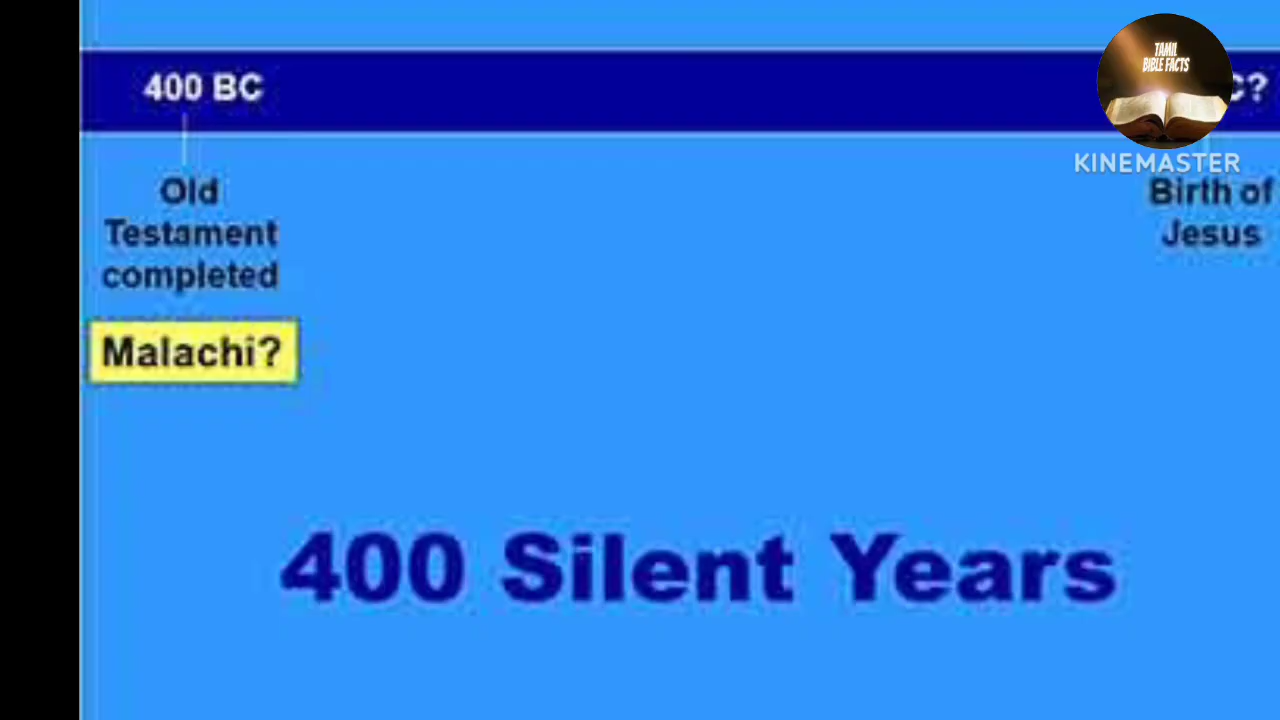 400 BC
C?
TAMIL
BIBLE FACTS
KINEMASTER
Old
Testament
completed
Birth of
Jesus
Malachi?
400 Silent Years